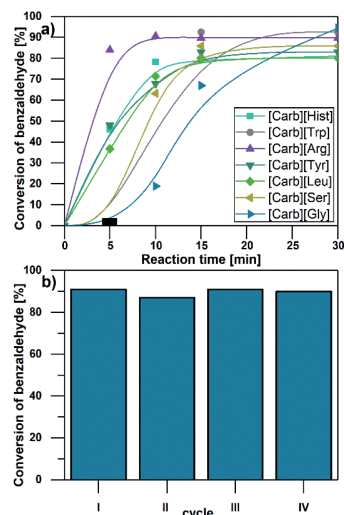 a)
Conversion of benzaldehyde [%]
100
90
80
70
60
50
40
30
20
10
0
[Carb][Hist]
[Carb][Trp]
[Carb][Arg]
[Carb][Tyr]
[Carb][Leu]
[Carb][Ser]
[Carb][Gly]
0 5 10 15 20 25 30
Reaction time [min]
b)
Conversion of benzaldehyde [%]
80
60
40
20
0
I II III IV
cycle